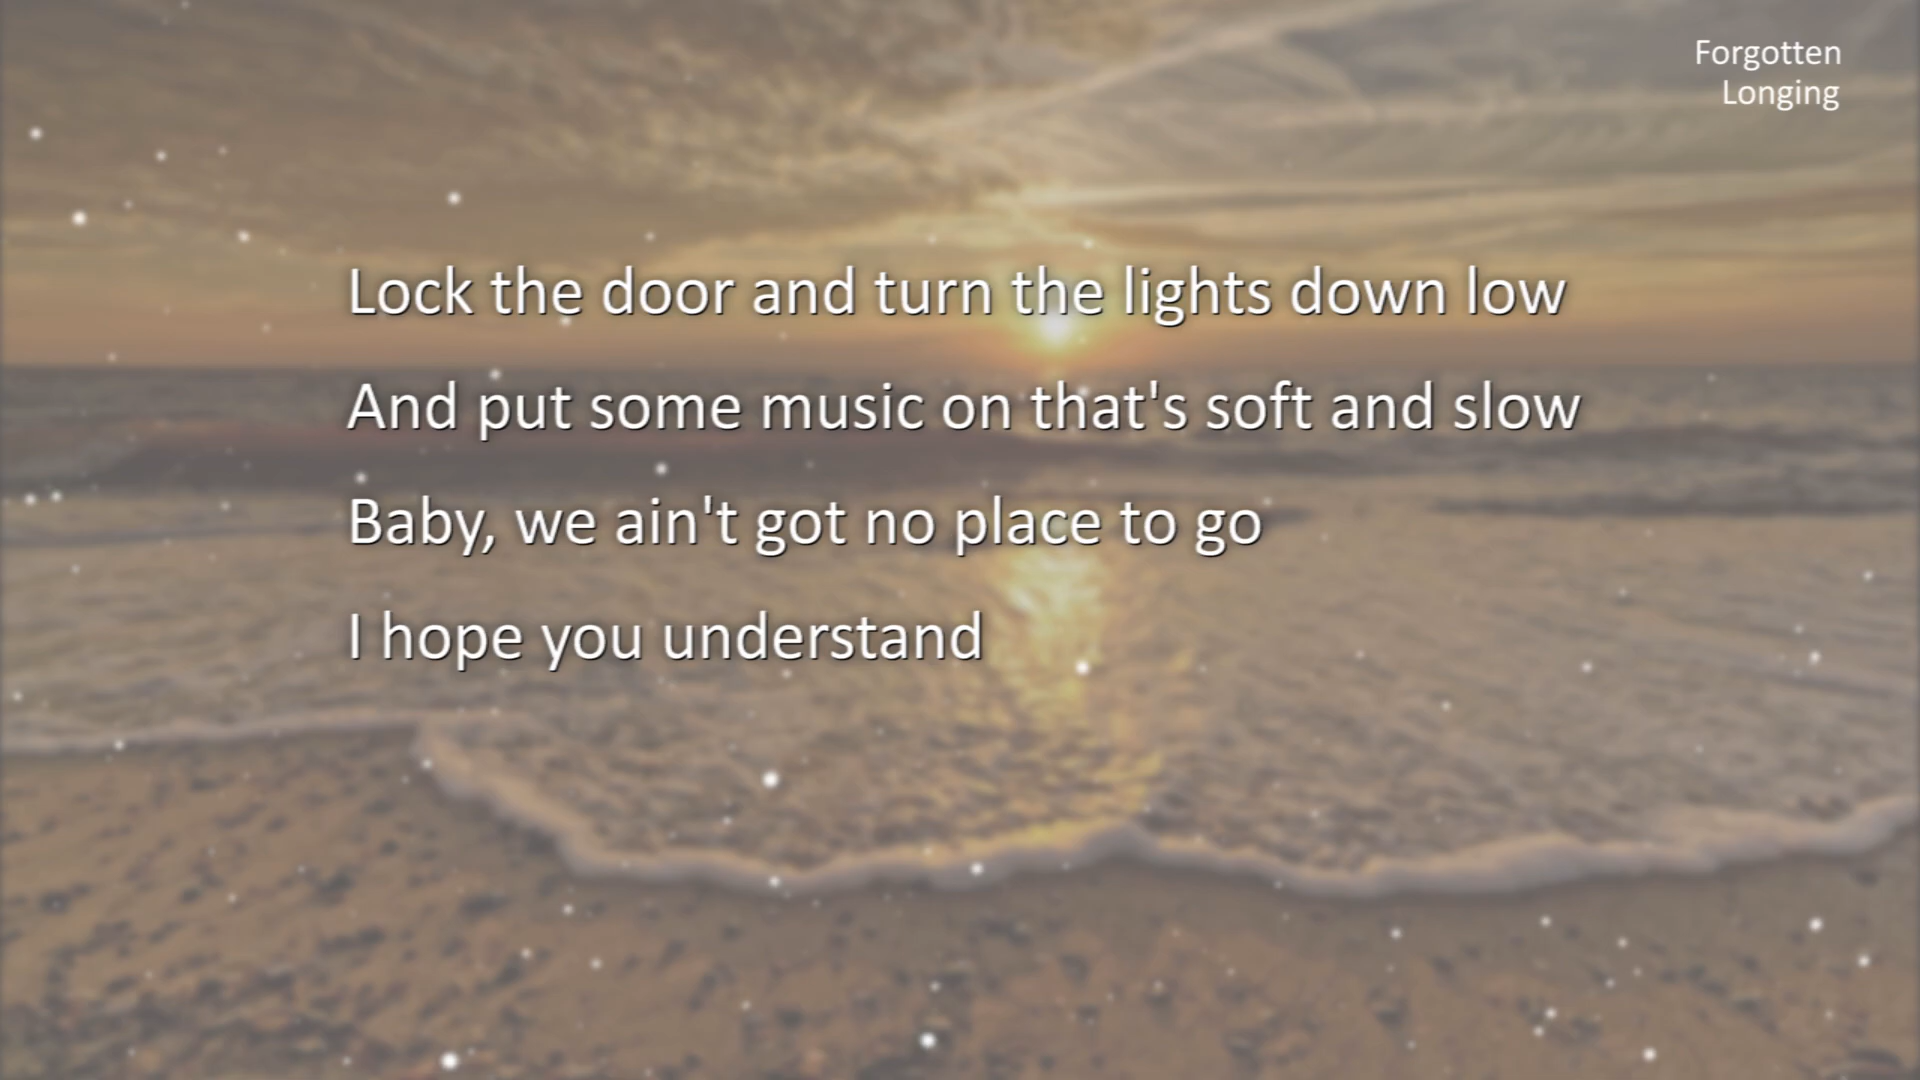 Forgotten
Longing
Lock the door and turn the lights down low
And put some music on that's soft and slow
Baby, we ain't got no place to go
I hope you understand